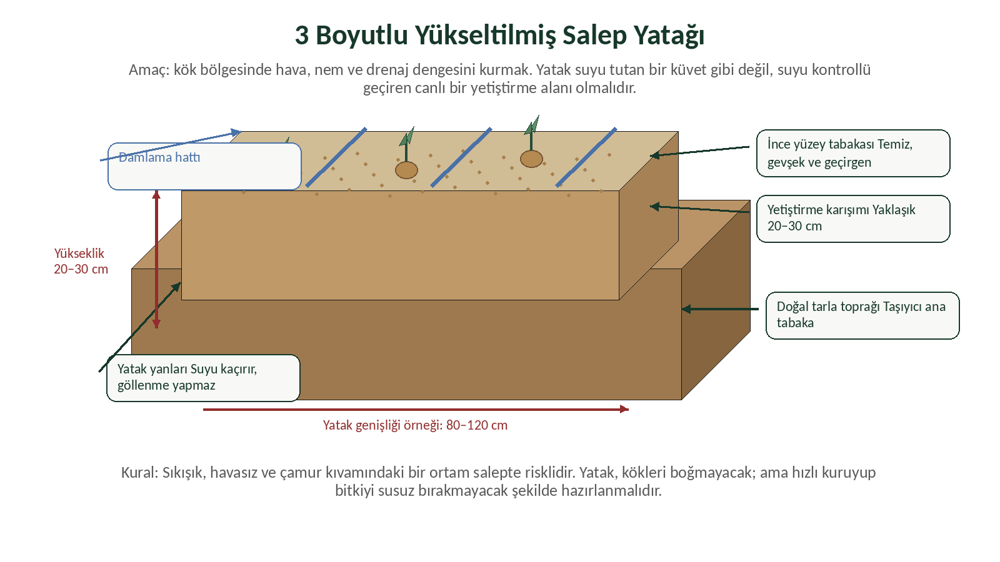 3 Boyutlu Yükseltilmiş Salep Yatağı
Amaç: kök bölgesinde hava, nem ve drenaj dengesini kurmak. Yatak suyu tutan bir küvet gibi değil, suyu kontrollü
geçiren canlı bir yetiştirme alanı olmalıdır.
Damlama hattı
İnce yüzey tabakası Temiz,
gevşek ve geçirgen
Yetiştirme karışımı Yaklaşık
20–30 cm
Yükseklik
20–30 cm
Doğal tarla toprağı Taşıyıcı ana
tabaka
Yatak yanları Suyu kaçırır,
göllenme yapmaz
Yatak genişliği örneği: 80–120 cm
Kural: Sıkışık, havasız ve çamur kıvamındaki bir ortam salepte risklidir. Yatak, kökleri boğmayacak; ama hızlı kuruyup
bitkiyi susuz bırakmayacak şekilde hazırlanmalıdır.